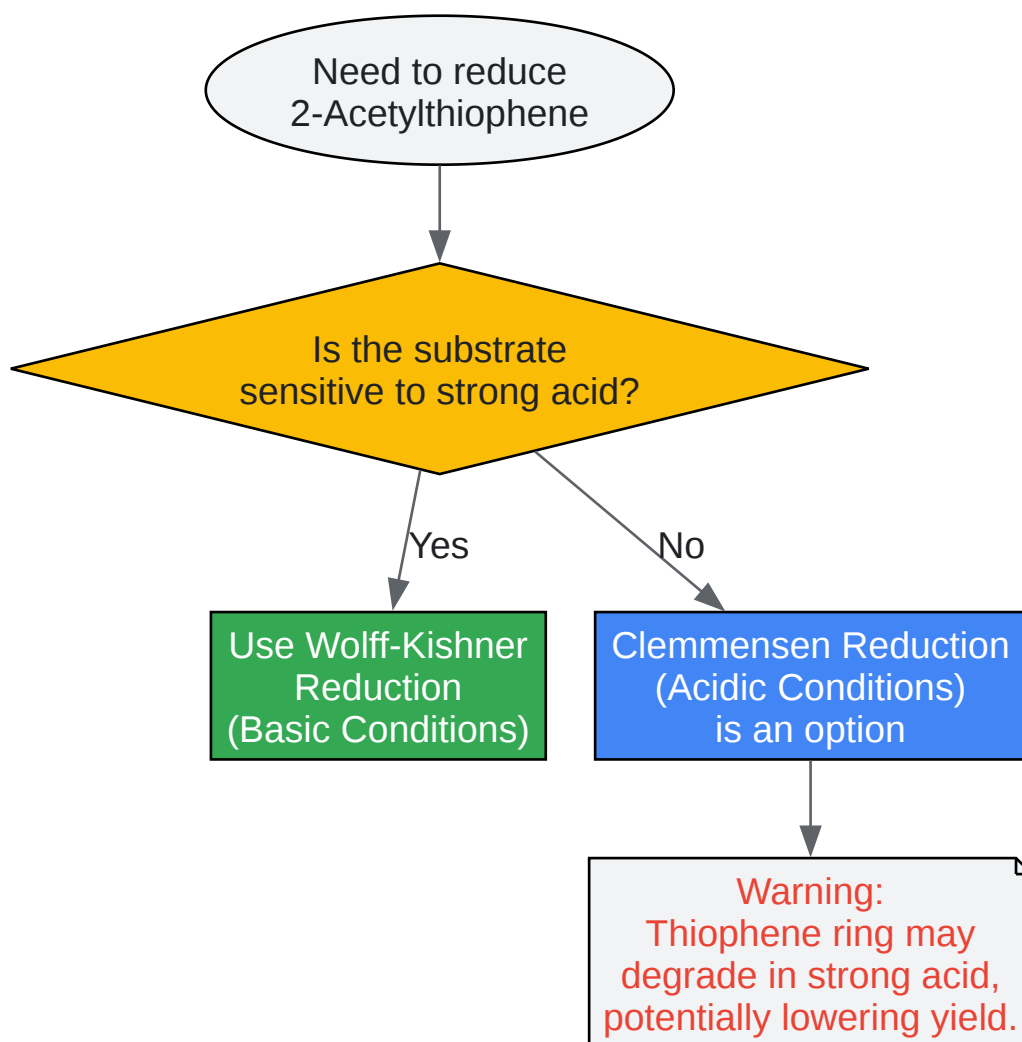 Need to reduce
2-Acetylthiophene
Is the substrate
sensitive to strong acid?
Yes
No
Use Wolff-Kishner
Reduction
(Basic Conditions)
Clemmensen Reduction
(Acidic Conditions)
is an option
Warning:
Thiophene ring may
degrade in strong acid,
potentially lowering yield.